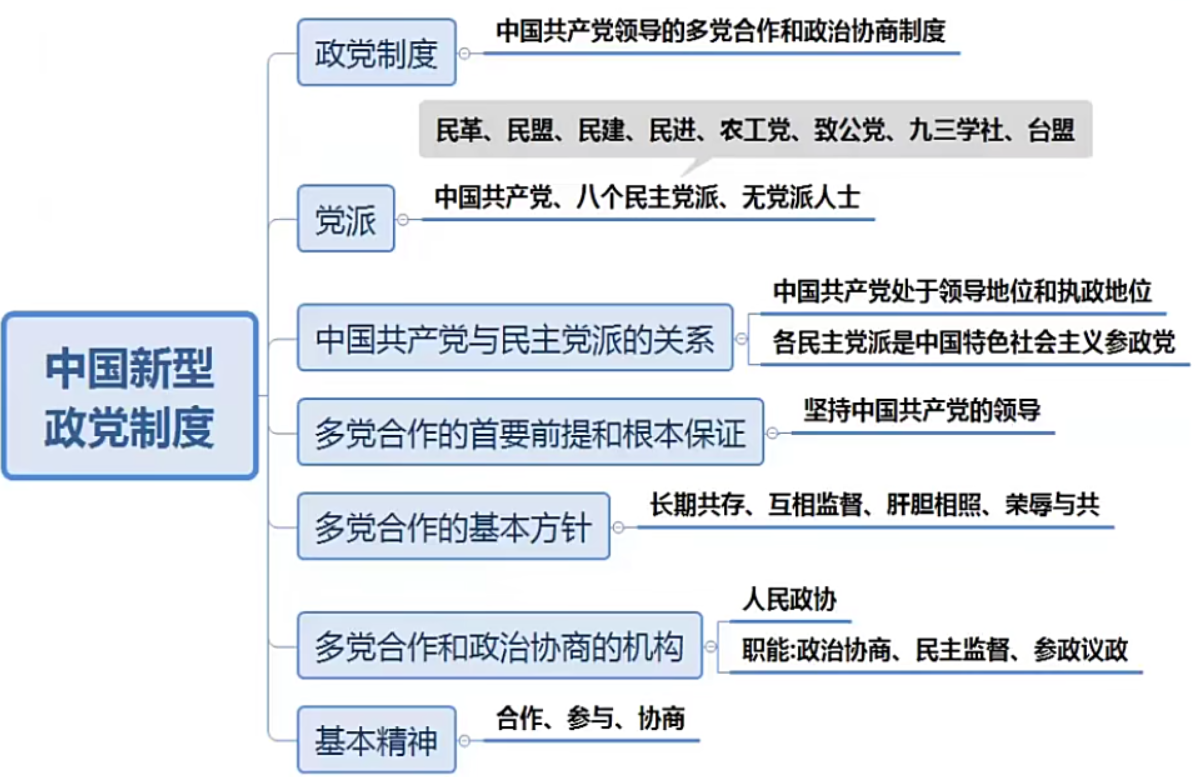 中国新型
政党制度
政党制度
中国共产党领导的多党合作和政治协商制度
民革、民盟、民建、民进、农工党、致公党、九三学社、台盟
党派
中国共产党、八个民主党派、无党派人士
中国共产党与民主党派的关系
中国共产党处于领导地位和执政地位
各民主党派是中国特色社会主义参政党
多党合作的首要前提和根本保证
坚持中国共产党的领导
多党合作的基本方针
长期共存、互相监督、肝胆相照、荣辱与共
多党合作和政治协商的机构
人民政协
职能:政治协商、民主监督、参政议政
基本精神
合作、参与、协商